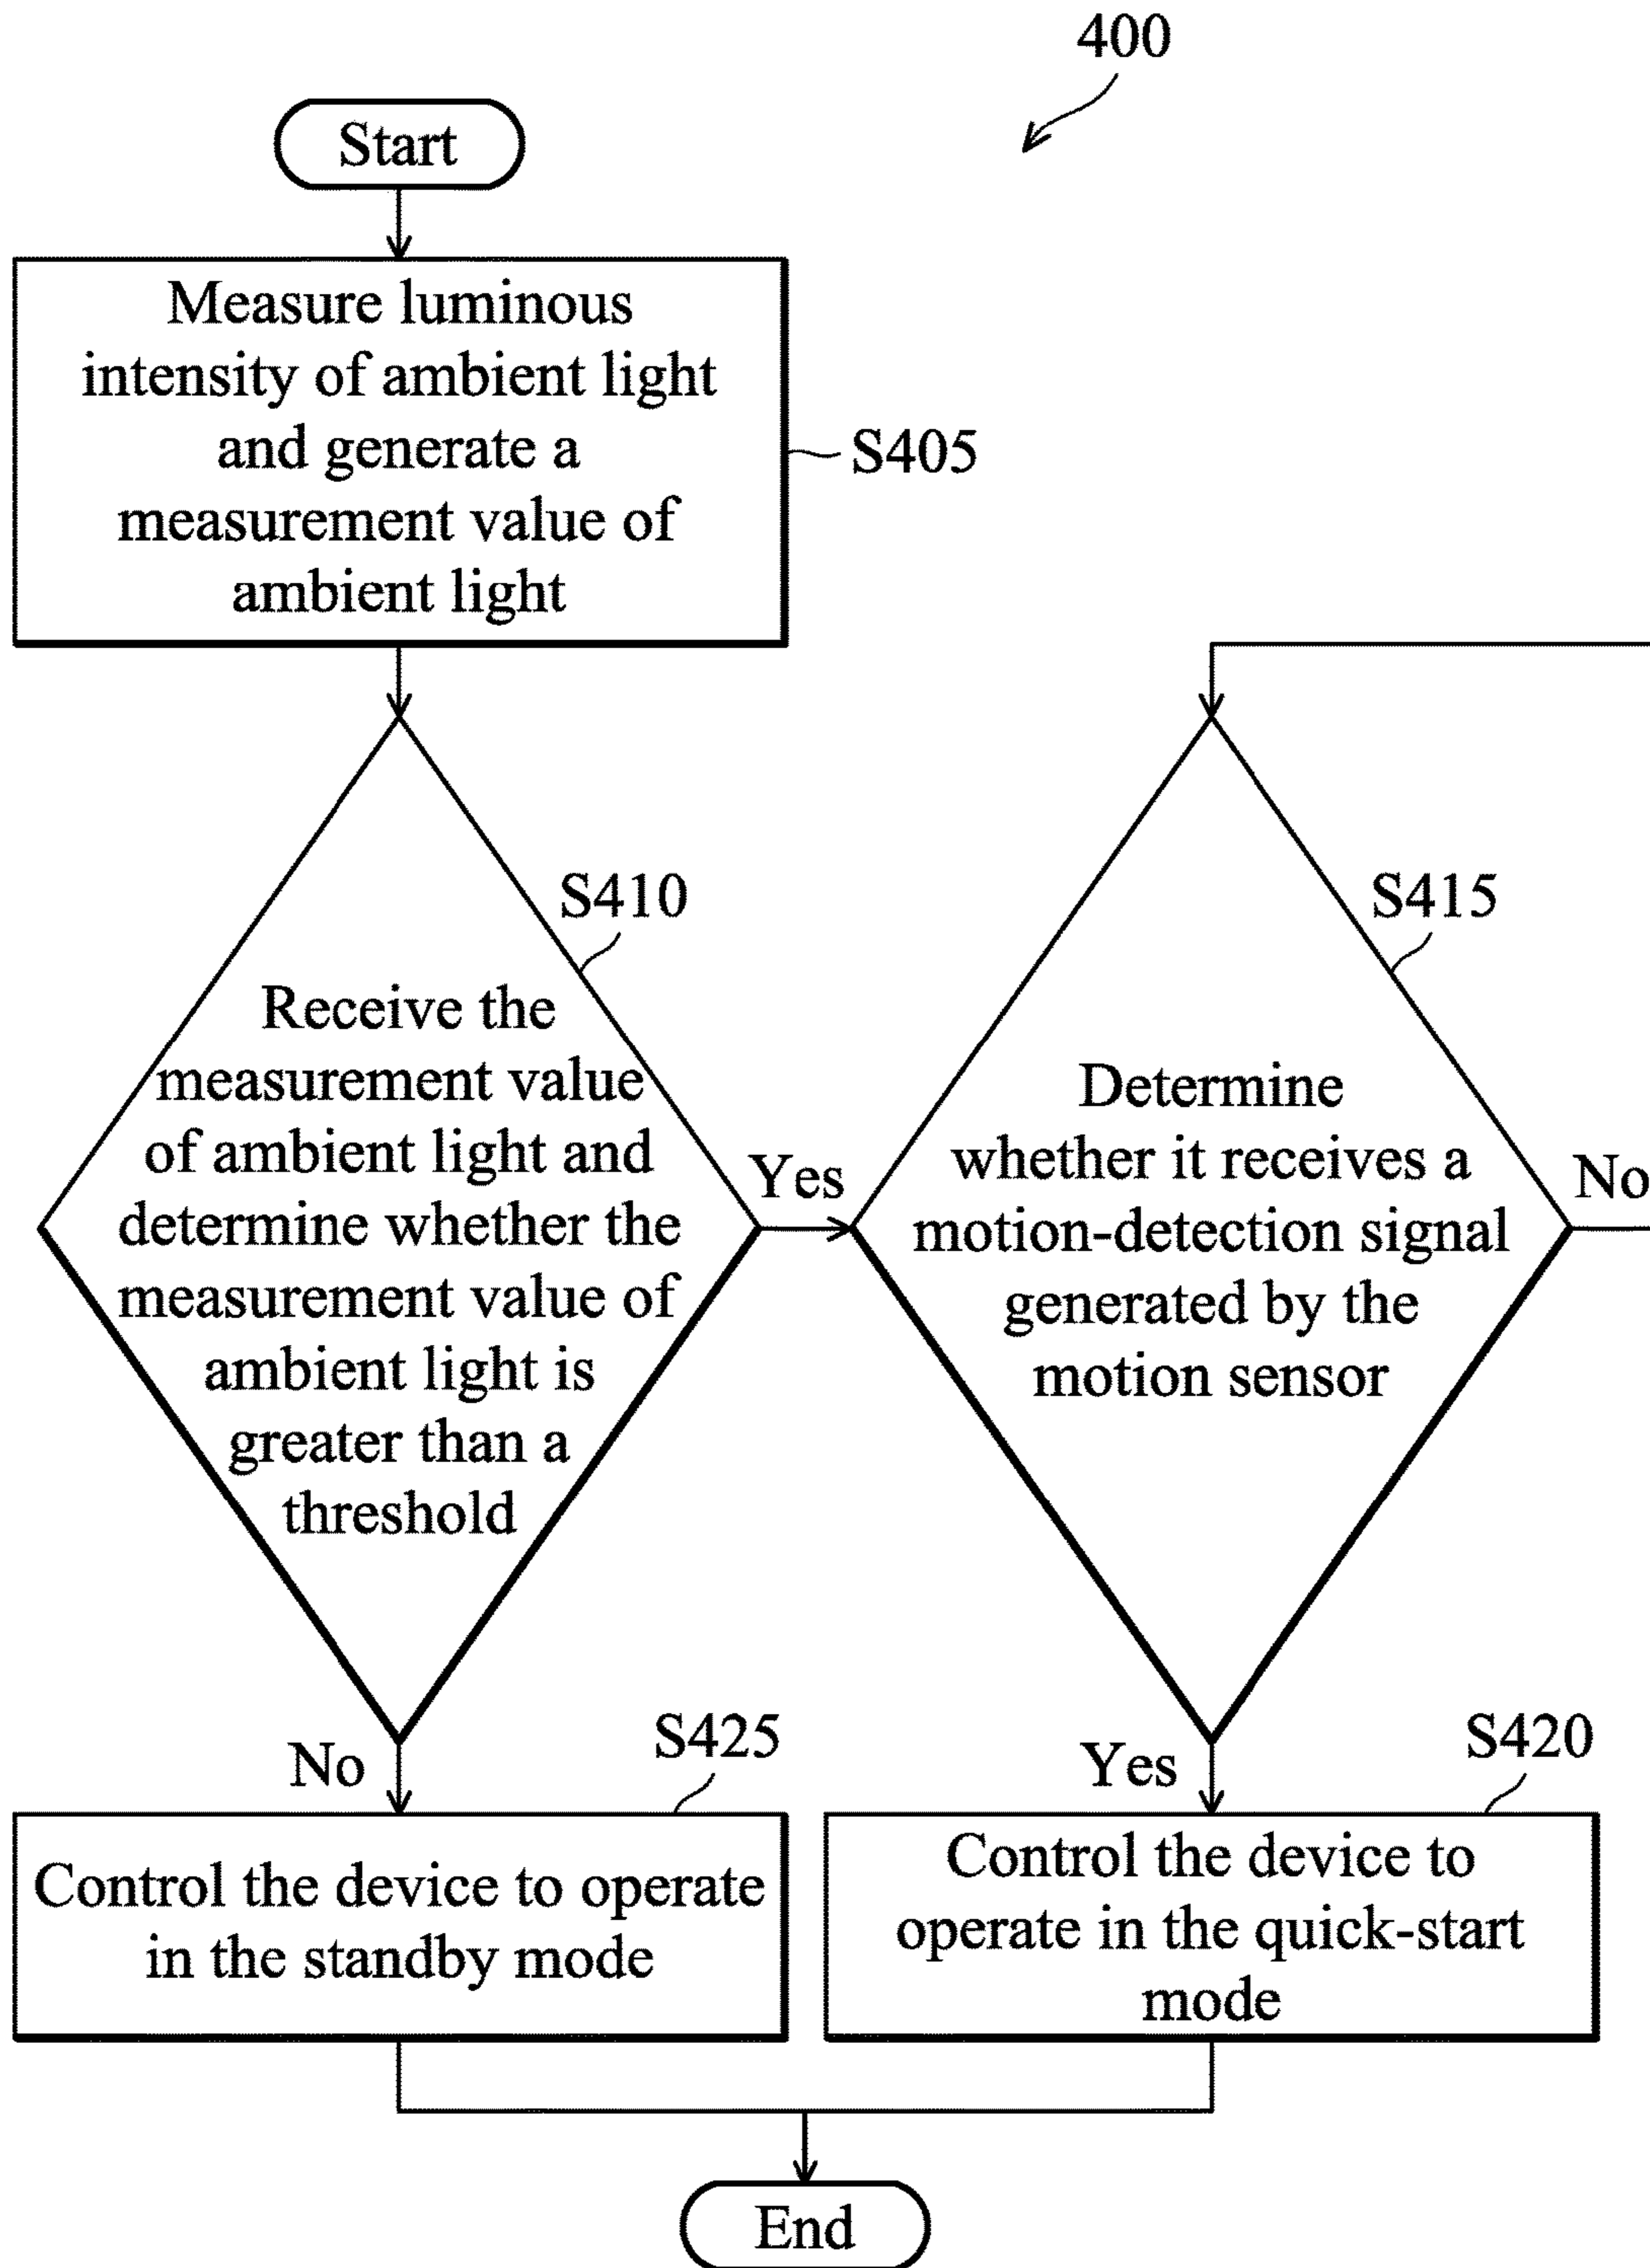 400
Start
Measure luminous
intensity of ambient light
and generate a
measurement value of
ambient light
S405
S410
Receive the
measurement value
of ambient light and
determine whether the
measurement value of
ambient light is
greater than a
threshold
Yes
S415
Determine
whether it receives a
motion-detection signal
generated by the
motion sensor
No
No
S425
Control the device to operate
in the standby mode
Yes
S420
Control the device to
operate in the quick-start
mode
End